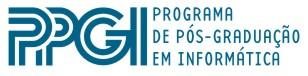 PPGI
PROGRAMA
DE PÓS-GRADUAÇÃO
EM INFORMÁTICA